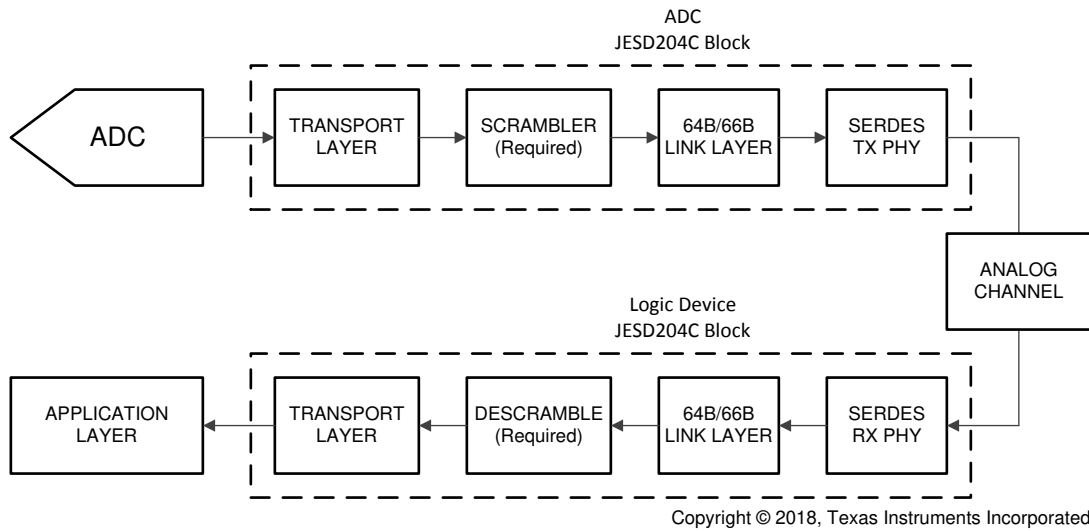 ADC
JESD204C Block
ADC
TRANSPORT
LAYER
SCRAMBLER
(Required)
64B/66B
LINK LAYER
SERDES
TX PHY
ANALOG
CHANNEL
Logic Device
JESD204C Block
APPLICATION
LAYER
TRANSPORT
LAYER
DESCRAMBLE
(Required)
64B/66B
LINK LAYER
SERDES
RX PHY
Copyright © 2018, Texas Instruments Incorporated